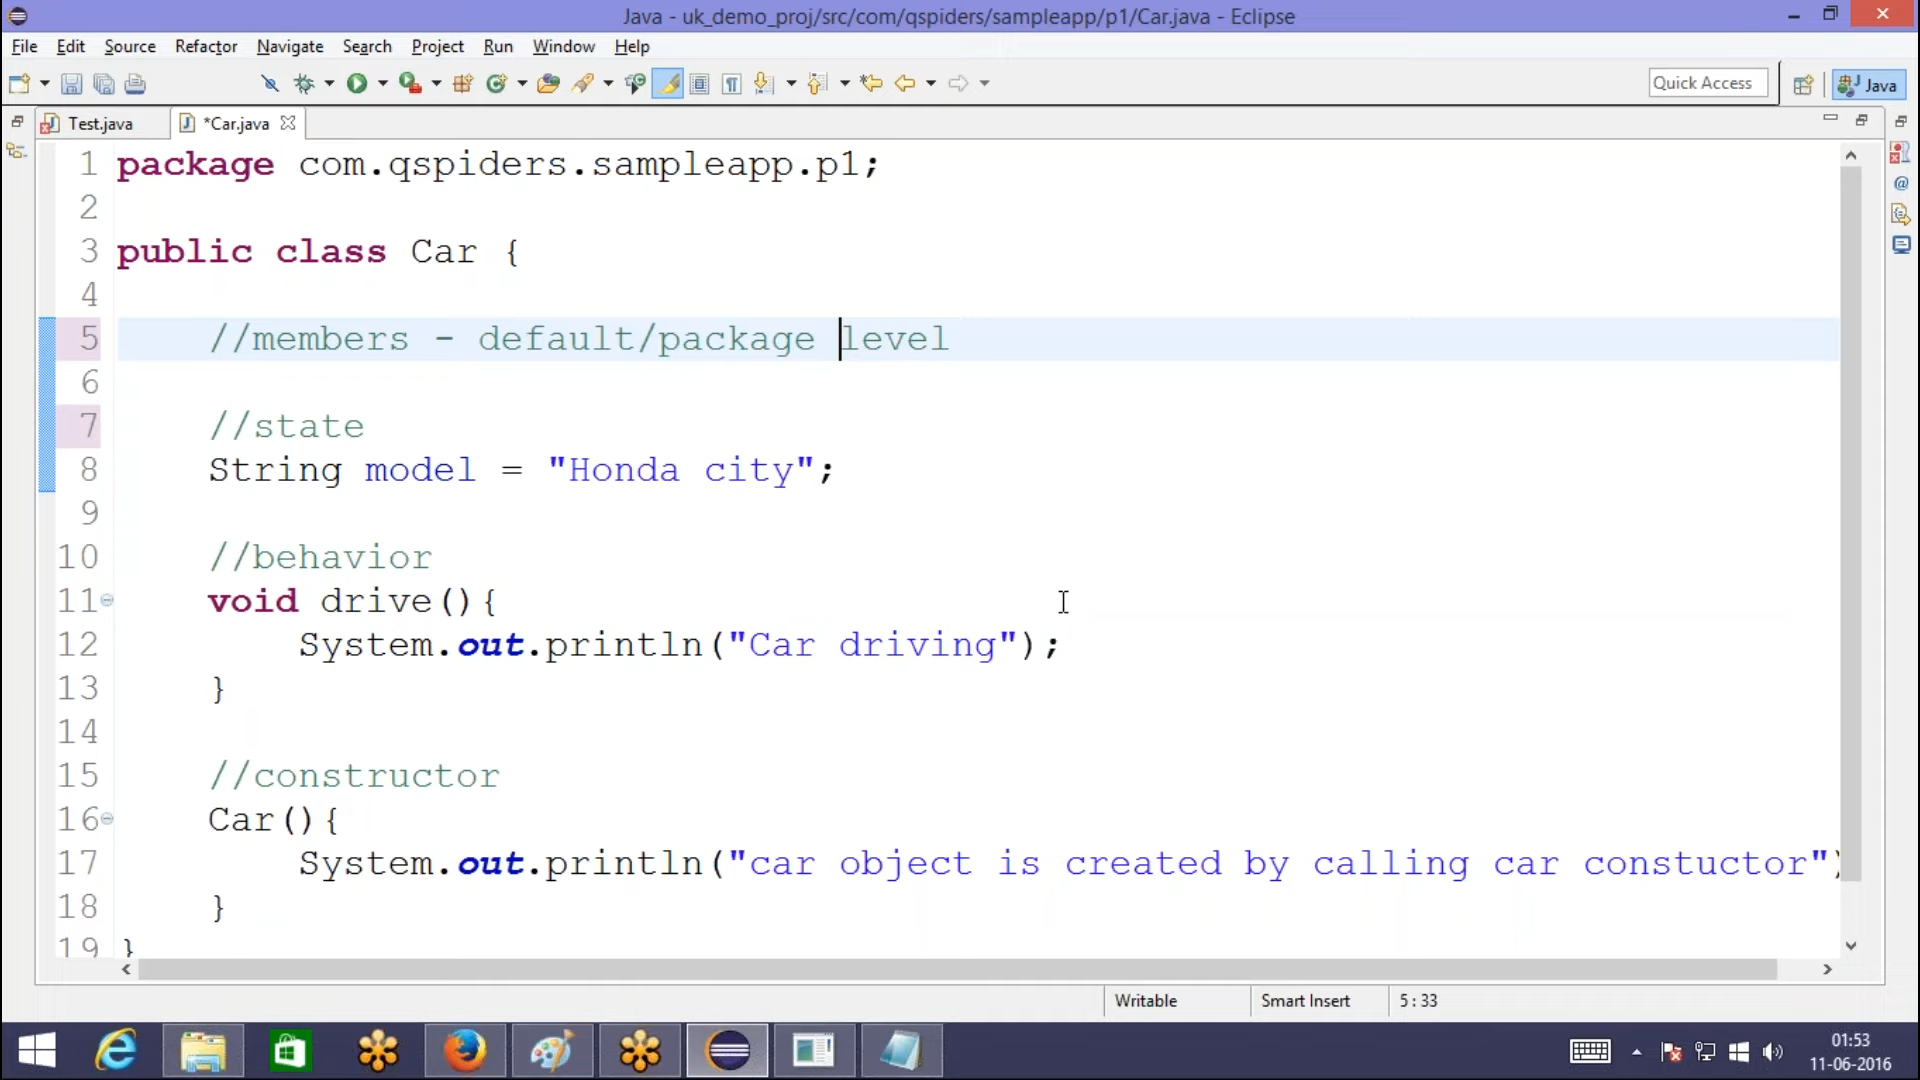 Java - uk_demo_proj/src/com/qspiders/sampleapp/p1/Car.java - Eclipse
File Edit Source Refactor Navigate Search Project Run Window Help
Quick Access
Java
Test.java
*Car.java
1 package com.qspiders.sampleapp.p1;
2
3 public class Car {
4
5 //members - default/package level
6
7 //state
8 String model = "Honda city";
9
10 //behavior
11 void drive(){
12 System.out.println("Car driving");
13 }
14
15 //constructor
16 Car(){
17 System.out.println("car object is created by calling car constuctor")
18 }
19 }
Writable
Smart Insert
5 : 33
01:53
11-06-2016